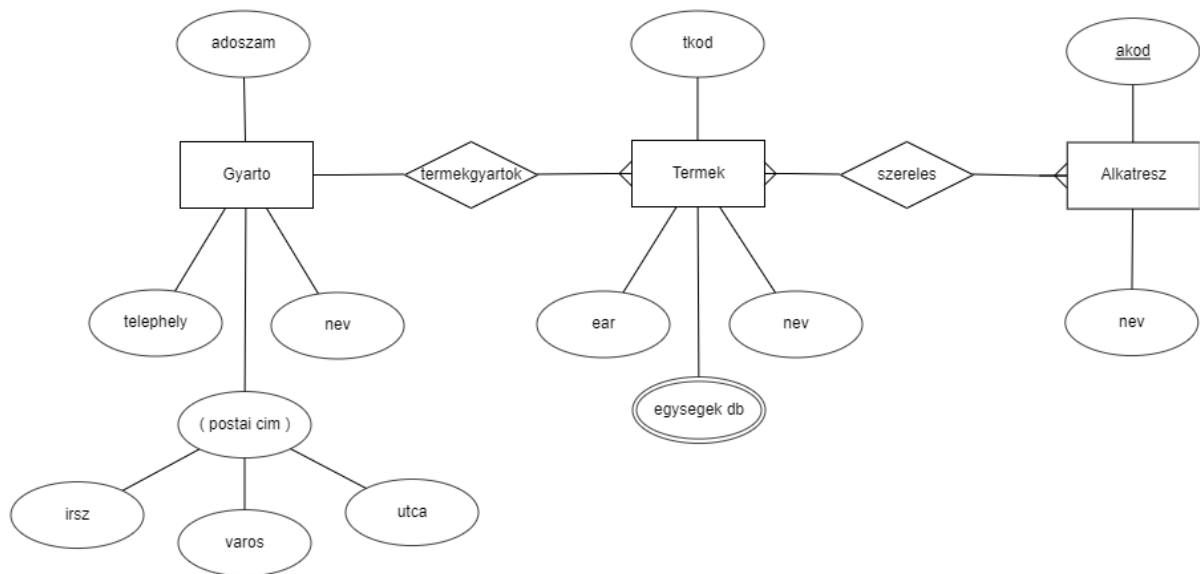 adoszam
tkod
akod
Gyarto
termekgyartok
Termek
szereles
Alkatresz
telephely
nev
ear
nev
nev
egysegek db
( postai cim )
irsz
varos
utca